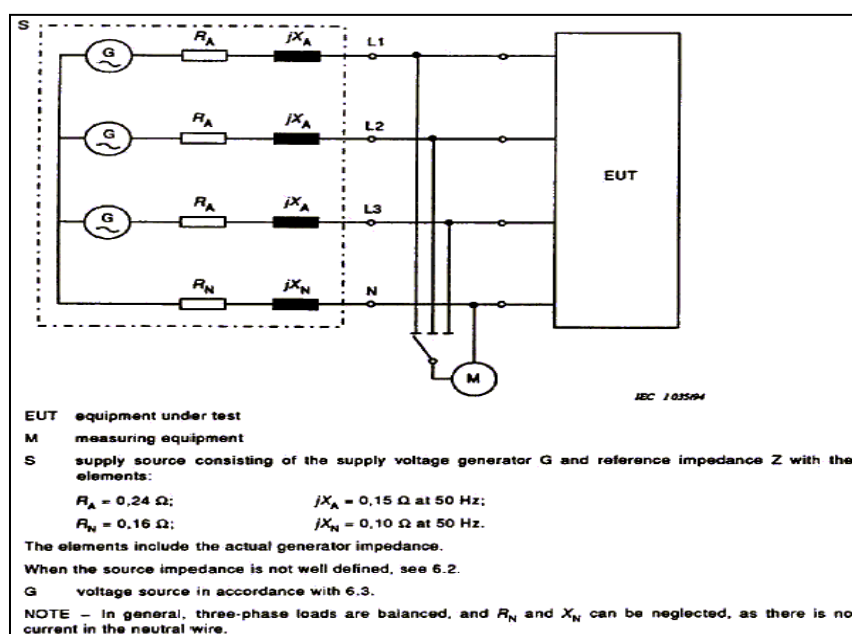 S
G
R_A
jX_A
L1
G
R_A
jX_A
L2
EUT
G
R_A
jX_A
L3
R_N
jX_N
N
M
IEC 1 035/94
EUT equipment under test
M measuring equipment
S supply source consisting of the supply voltage generator G and reference impedance Z with the
elements:
R_A = 0,24 Ω; jX_A = 0,15 Ω at 50 Hz;
R_N = 0,16 Ω; jX_N = 0,10 Ω at 50 Hz.
The elements include the actual generator impedance.
When the source impedance is not well defined, see 6.2.
G voltage source in accordance with 6.3.
NOTE – In general, three-phase loads are balanced, and R_N and X_N can be neglected, as there is no
current in the neutral wire.